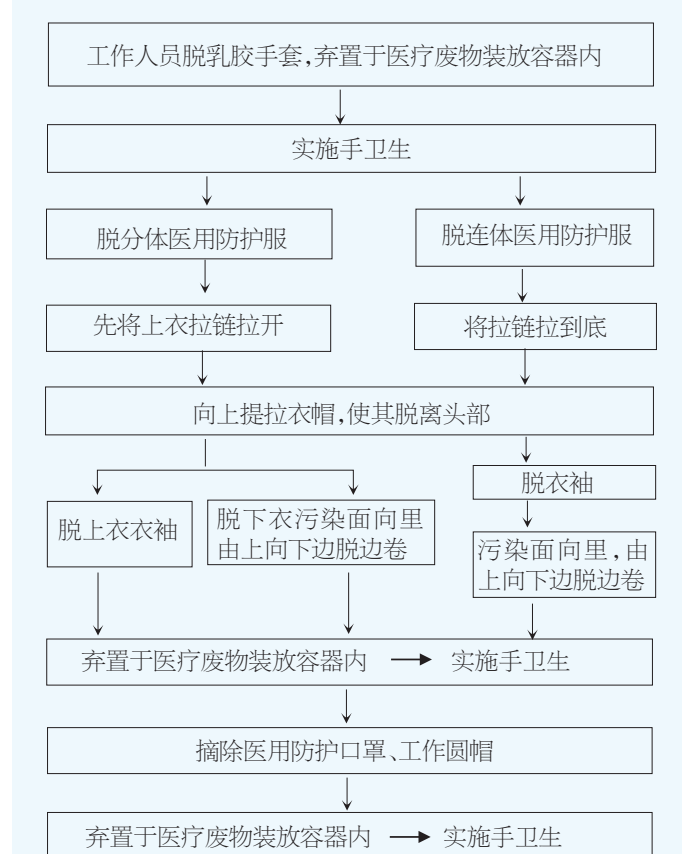 工作人员脱乳胶手套,弃置于医疗废物装放容器内
实施手卫生
脱分体医用防护服
脱连体医用防护服
先将上衣拉链拉开
将拉链拉到底
向上提拉衣帽,使其脱离头部
脱上衣衣袖
脱下衣污染面向里
由上向下边脱边卷
脱衣袖
污染面向里,由
上向下边脱边卷
弃置于医疗废物装放容器内 → 实施手卫生
摘除医用防护口罩、工作圆帽
弃置于医疗废物装放容器内 → 实施手卫生